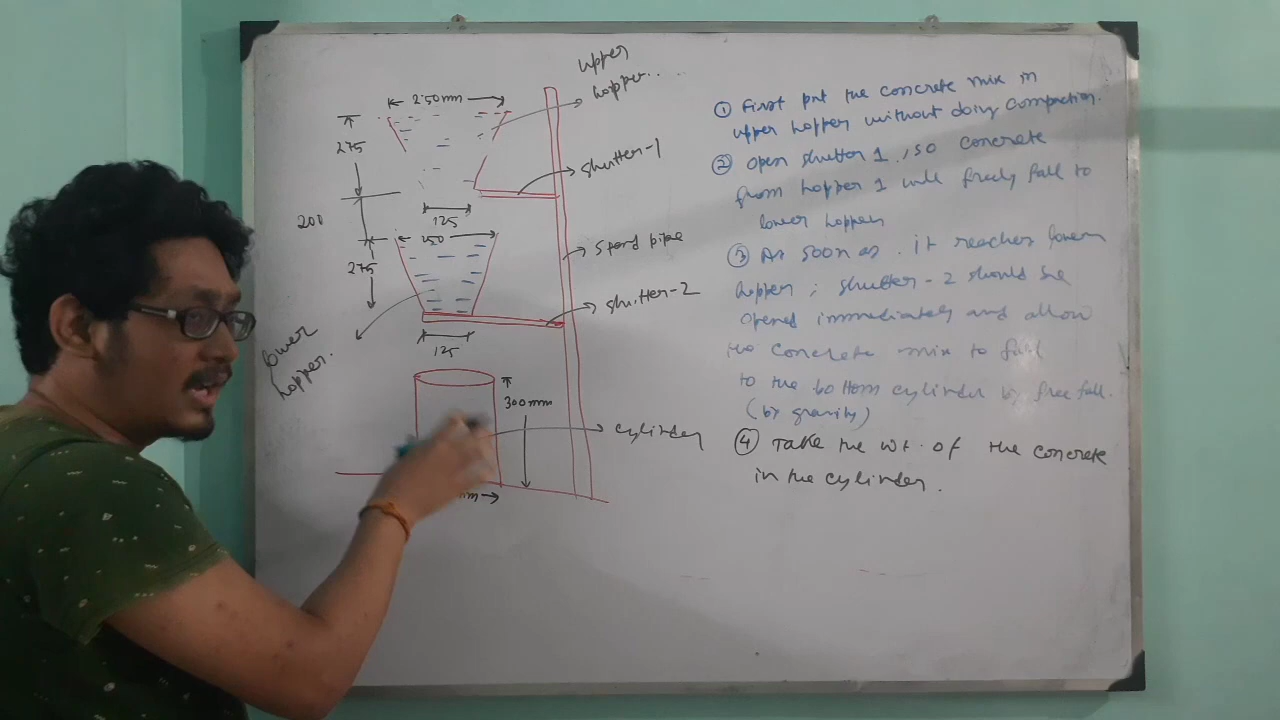 upper
hopper.....
250mm
275
shutter-1
125
200
250
275
stand pipe
shutter-2
lower
hopper.
125
300mm
cylinder
① First put the concrete mix in
upper hopper without doing compaction.
② Open shutter 1, so concrete
from hopper 1 will freely fall to
lower hopper
③ As soon as it reaches lower
hopper; shutter-2 should be
opened immediately and allow
the concrete mix to fall
to the bottom cylinder by free fall.
(by gravity)
④ Take the wt. of the concrete
in the cylinder.